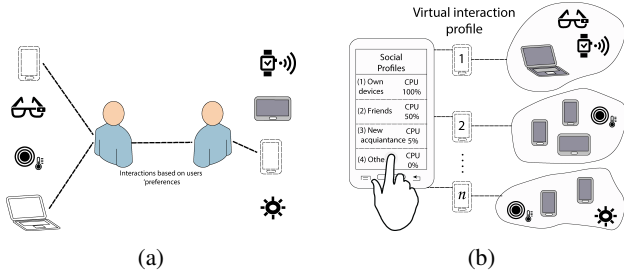 Interactions based on users
'preferences
(a)
Virtual interaction
profile
Social
Profiles
(1) Own
devices
CPU
100%
(2) Friends
CPU
50%
(3) New
acquiantance
CPU
5%
(4) Othe
CPU
0%
1
2
n
(b)